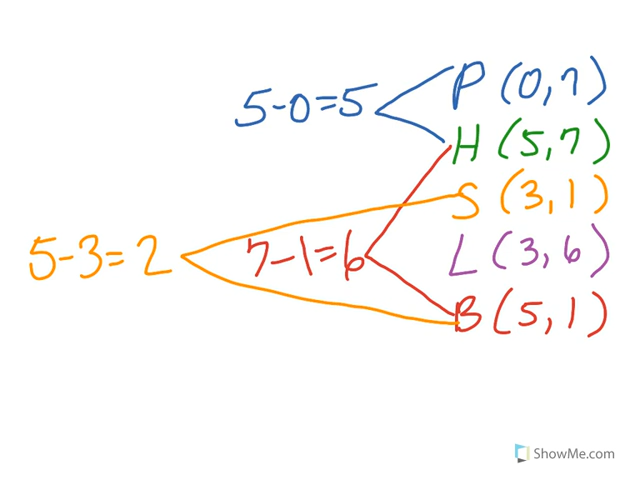 5-0=5
P (0,7)
H (5,7)
S (3,1)
5-3=2
7-1=6
L (3,6)
B (5,1)
ShowMe.com